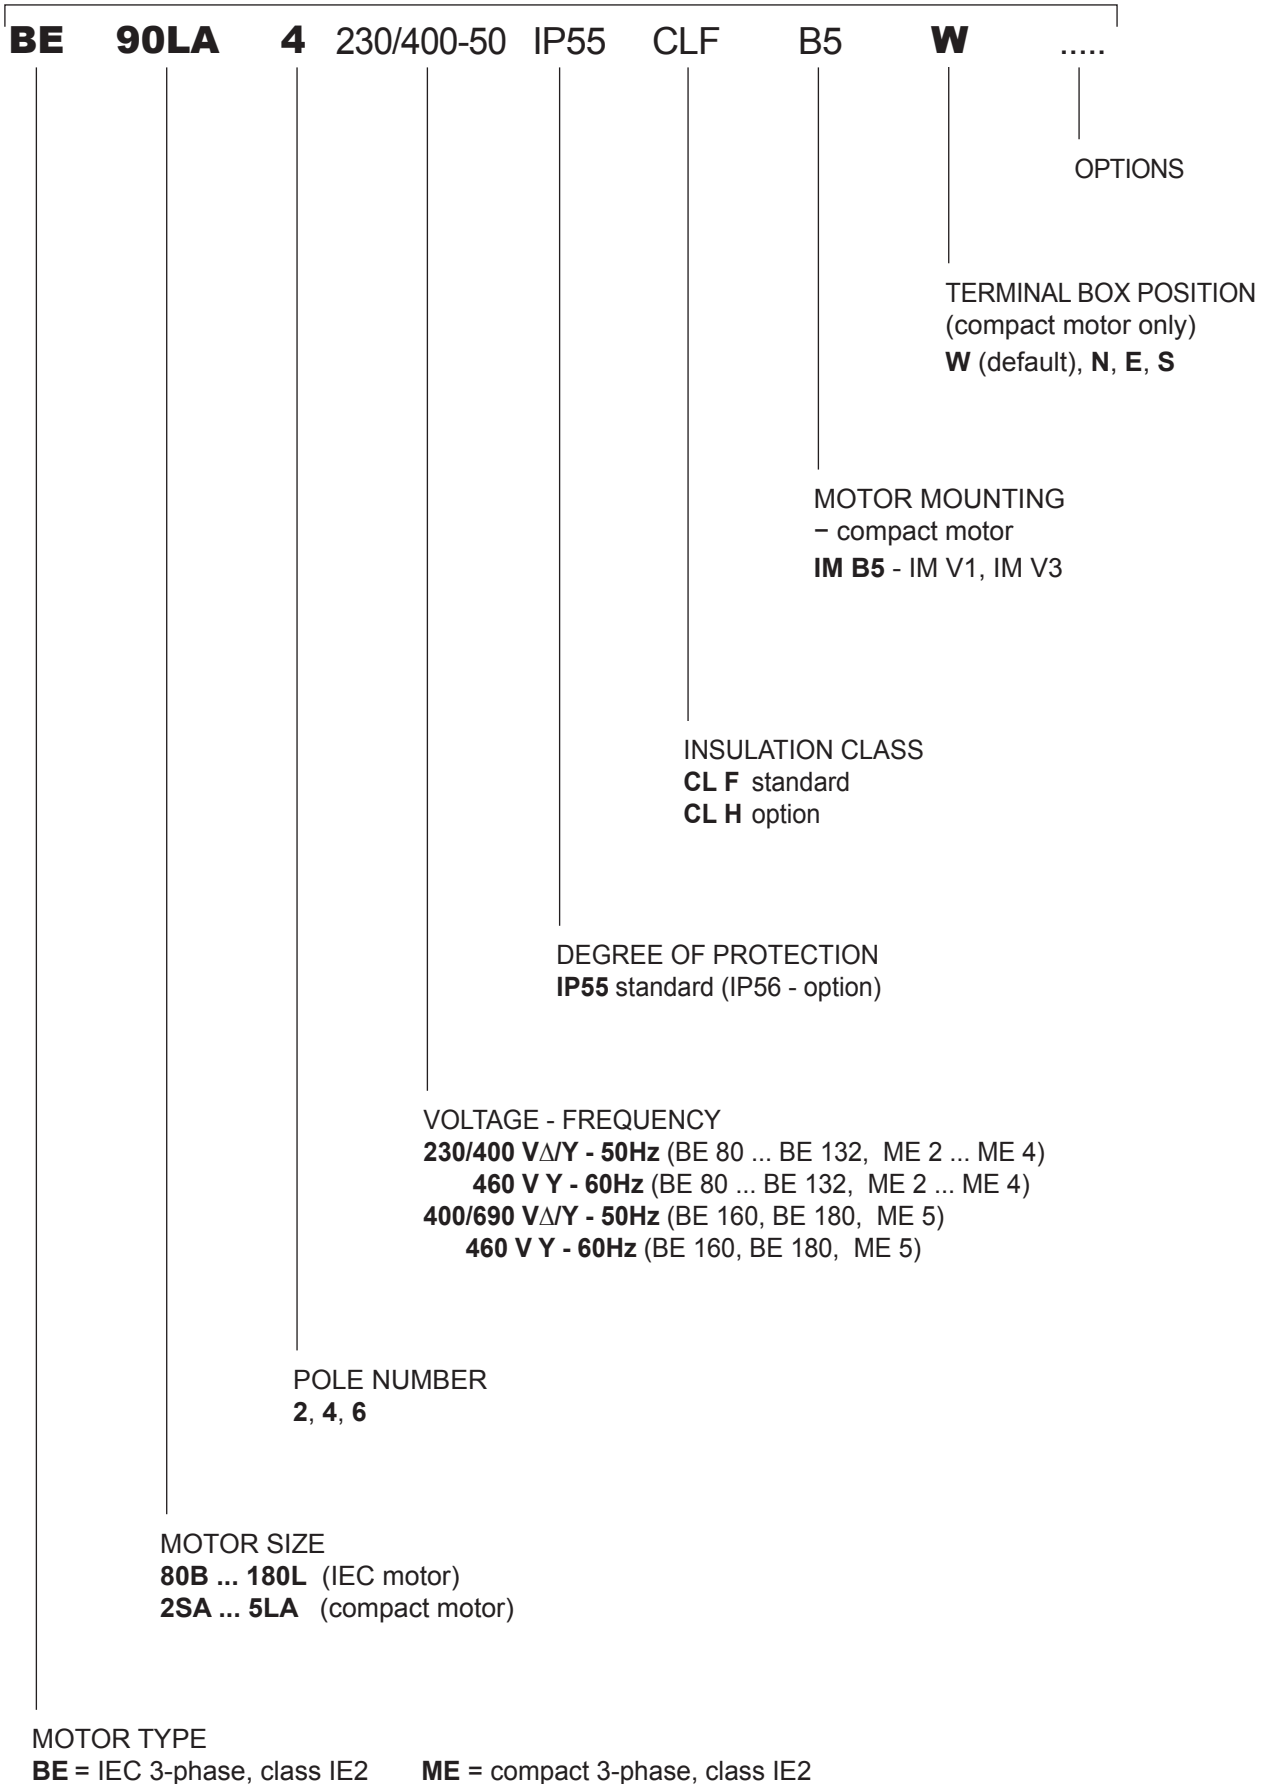 BE 90LA 4 230/400-50 IP55 CLF B5 W .....
OPTIONS
TERMINAL BOX POSITION
(compact motor only)
W (default), N, E, S
MOTOR MOUNTING
− compact motor
IM B5 - IM V1, IM V3
INSULATION CLASS
CL F standard
CL H option
DEGREE OF PROTECTION
IP55 standard (IP56 - option)
VOLTAGE - FREQUENCY
230/400 V∆/Y - 50Hz (BE 80 ... BE 132, ME 2 ... ME 4)
460 V Y - 60Hz (BE 80 ... BE 132, ME 2 ... ME 4)
400/690 V∆/Y - 50Hz (BE 160, BE 180, ME 5)
460 V Y - 60Hz (BE 160, BE 180, ME 5)
POLE NUMBER
2, 4, 6
MOTOR SIZE
80B ... 180L (IEC motor)
2SA ... 5LA (compact motor)
MOTOR TYPE
BE = IEC 3-phase, class IE2 ME = compact 3-phase, class IE2